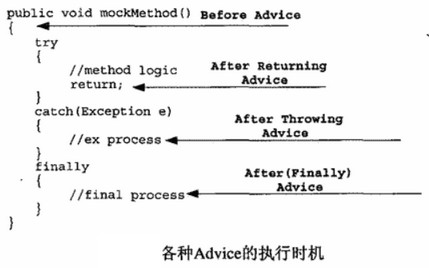 public void mockMethod() Before Advice
{
try
{
//method logic
After Returning
return;
Advice
}
catch(Exception e)
{
After Throwing
Advice
//ex process
}
finally
{
After(Finally)
Advice
//final process
}
}
各种Advice的执行时机